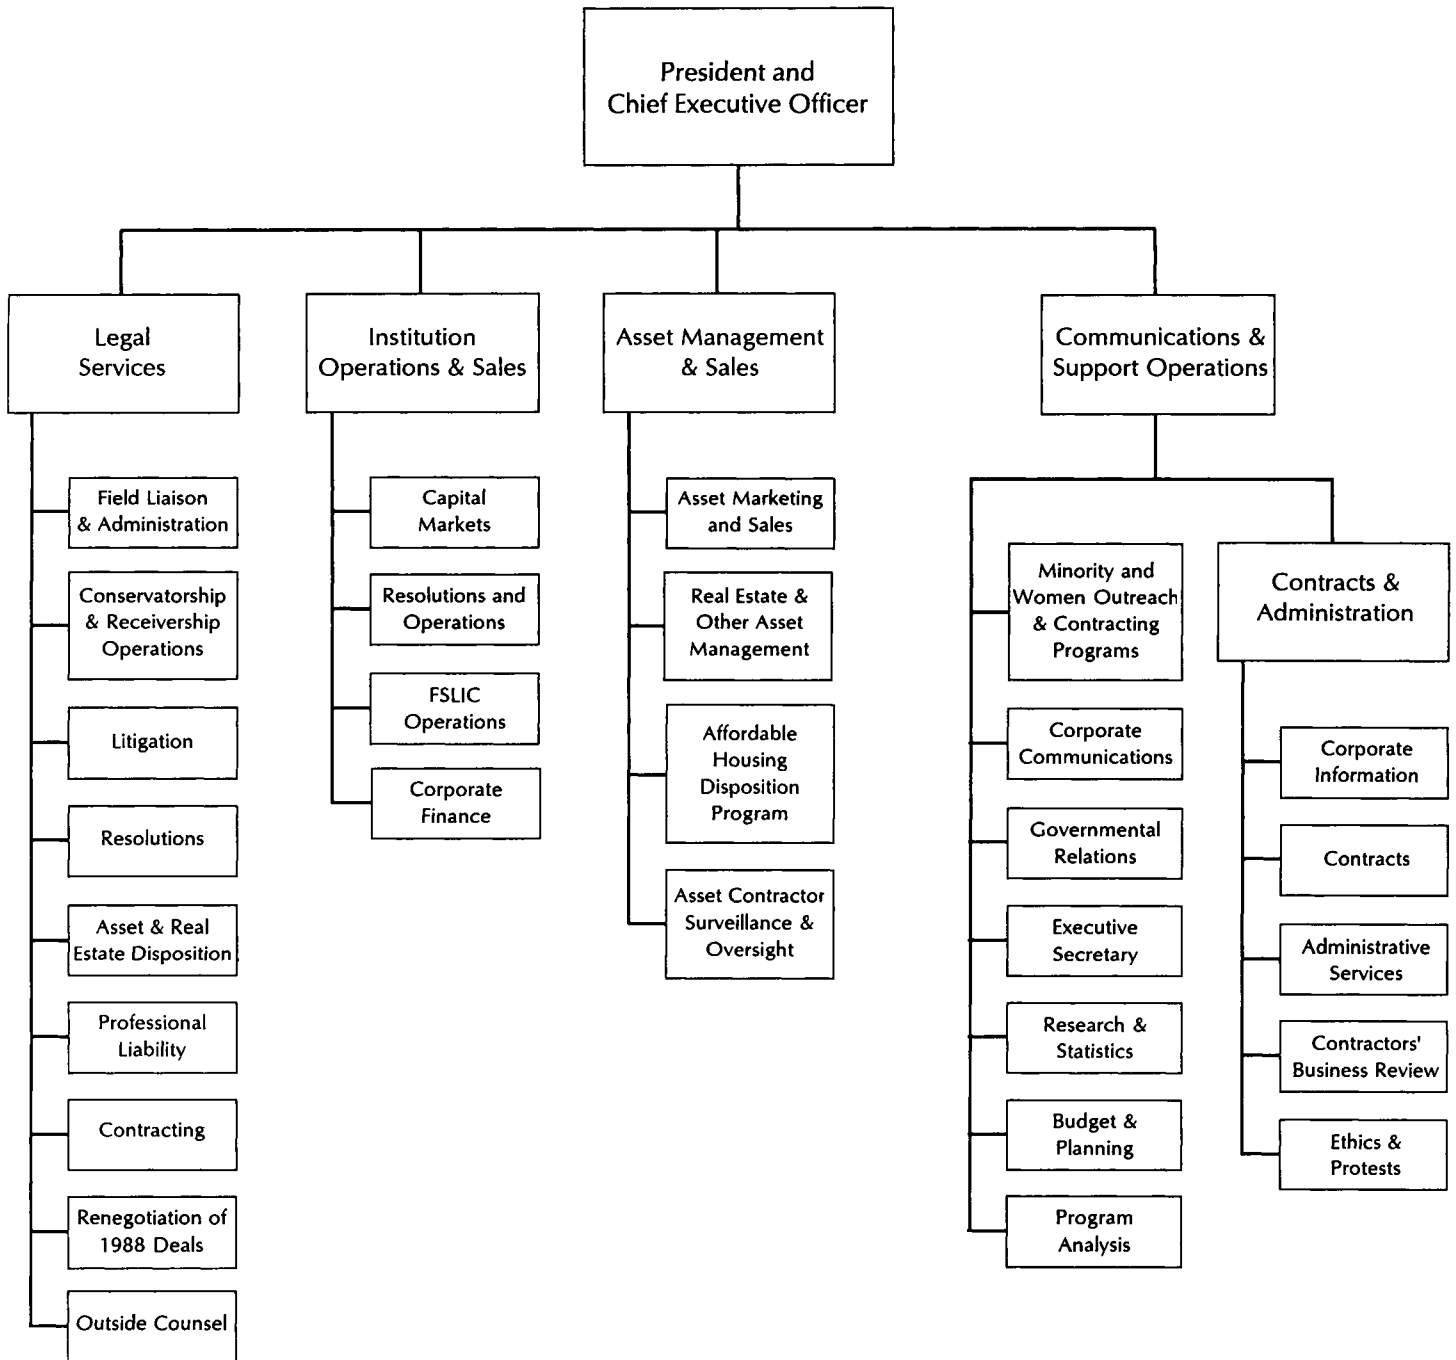 President and
Chief Executive Officer
Legal
Services
Field Liaison
& Administration
Conservatorship
& Receivership
Operations
Litigation
Resolutions
Asset & Real
Estate Disposition
Professional
Liability
Contracting
Renegotiation of
1988 Deals
Outside Counsel
Institution
Operations & Sales
Capital
Markets
Resolutions and
Operations
FSLIC
Operations
Corporate
Finance
Asset Management
& Sales
Asset Marketing
and Sales
Real Estate &
Other Asset
Management
Affordable
Housing
Disposition
Program
Asset Contractor
Surveillance &
Oversight
Communications &
Support Operations
Minority and
Women Outreach
& Contracting
Programs
Corporate
Communications
Governmental
Relations
Executive
Secretary
Research &
Statistics
Budget &
Planning
Program
Analysis
Contracts &
Administration
Corporate
Information
Contracts
Administrative
Services
Contractors'
Business Review
Ethics &
Protests